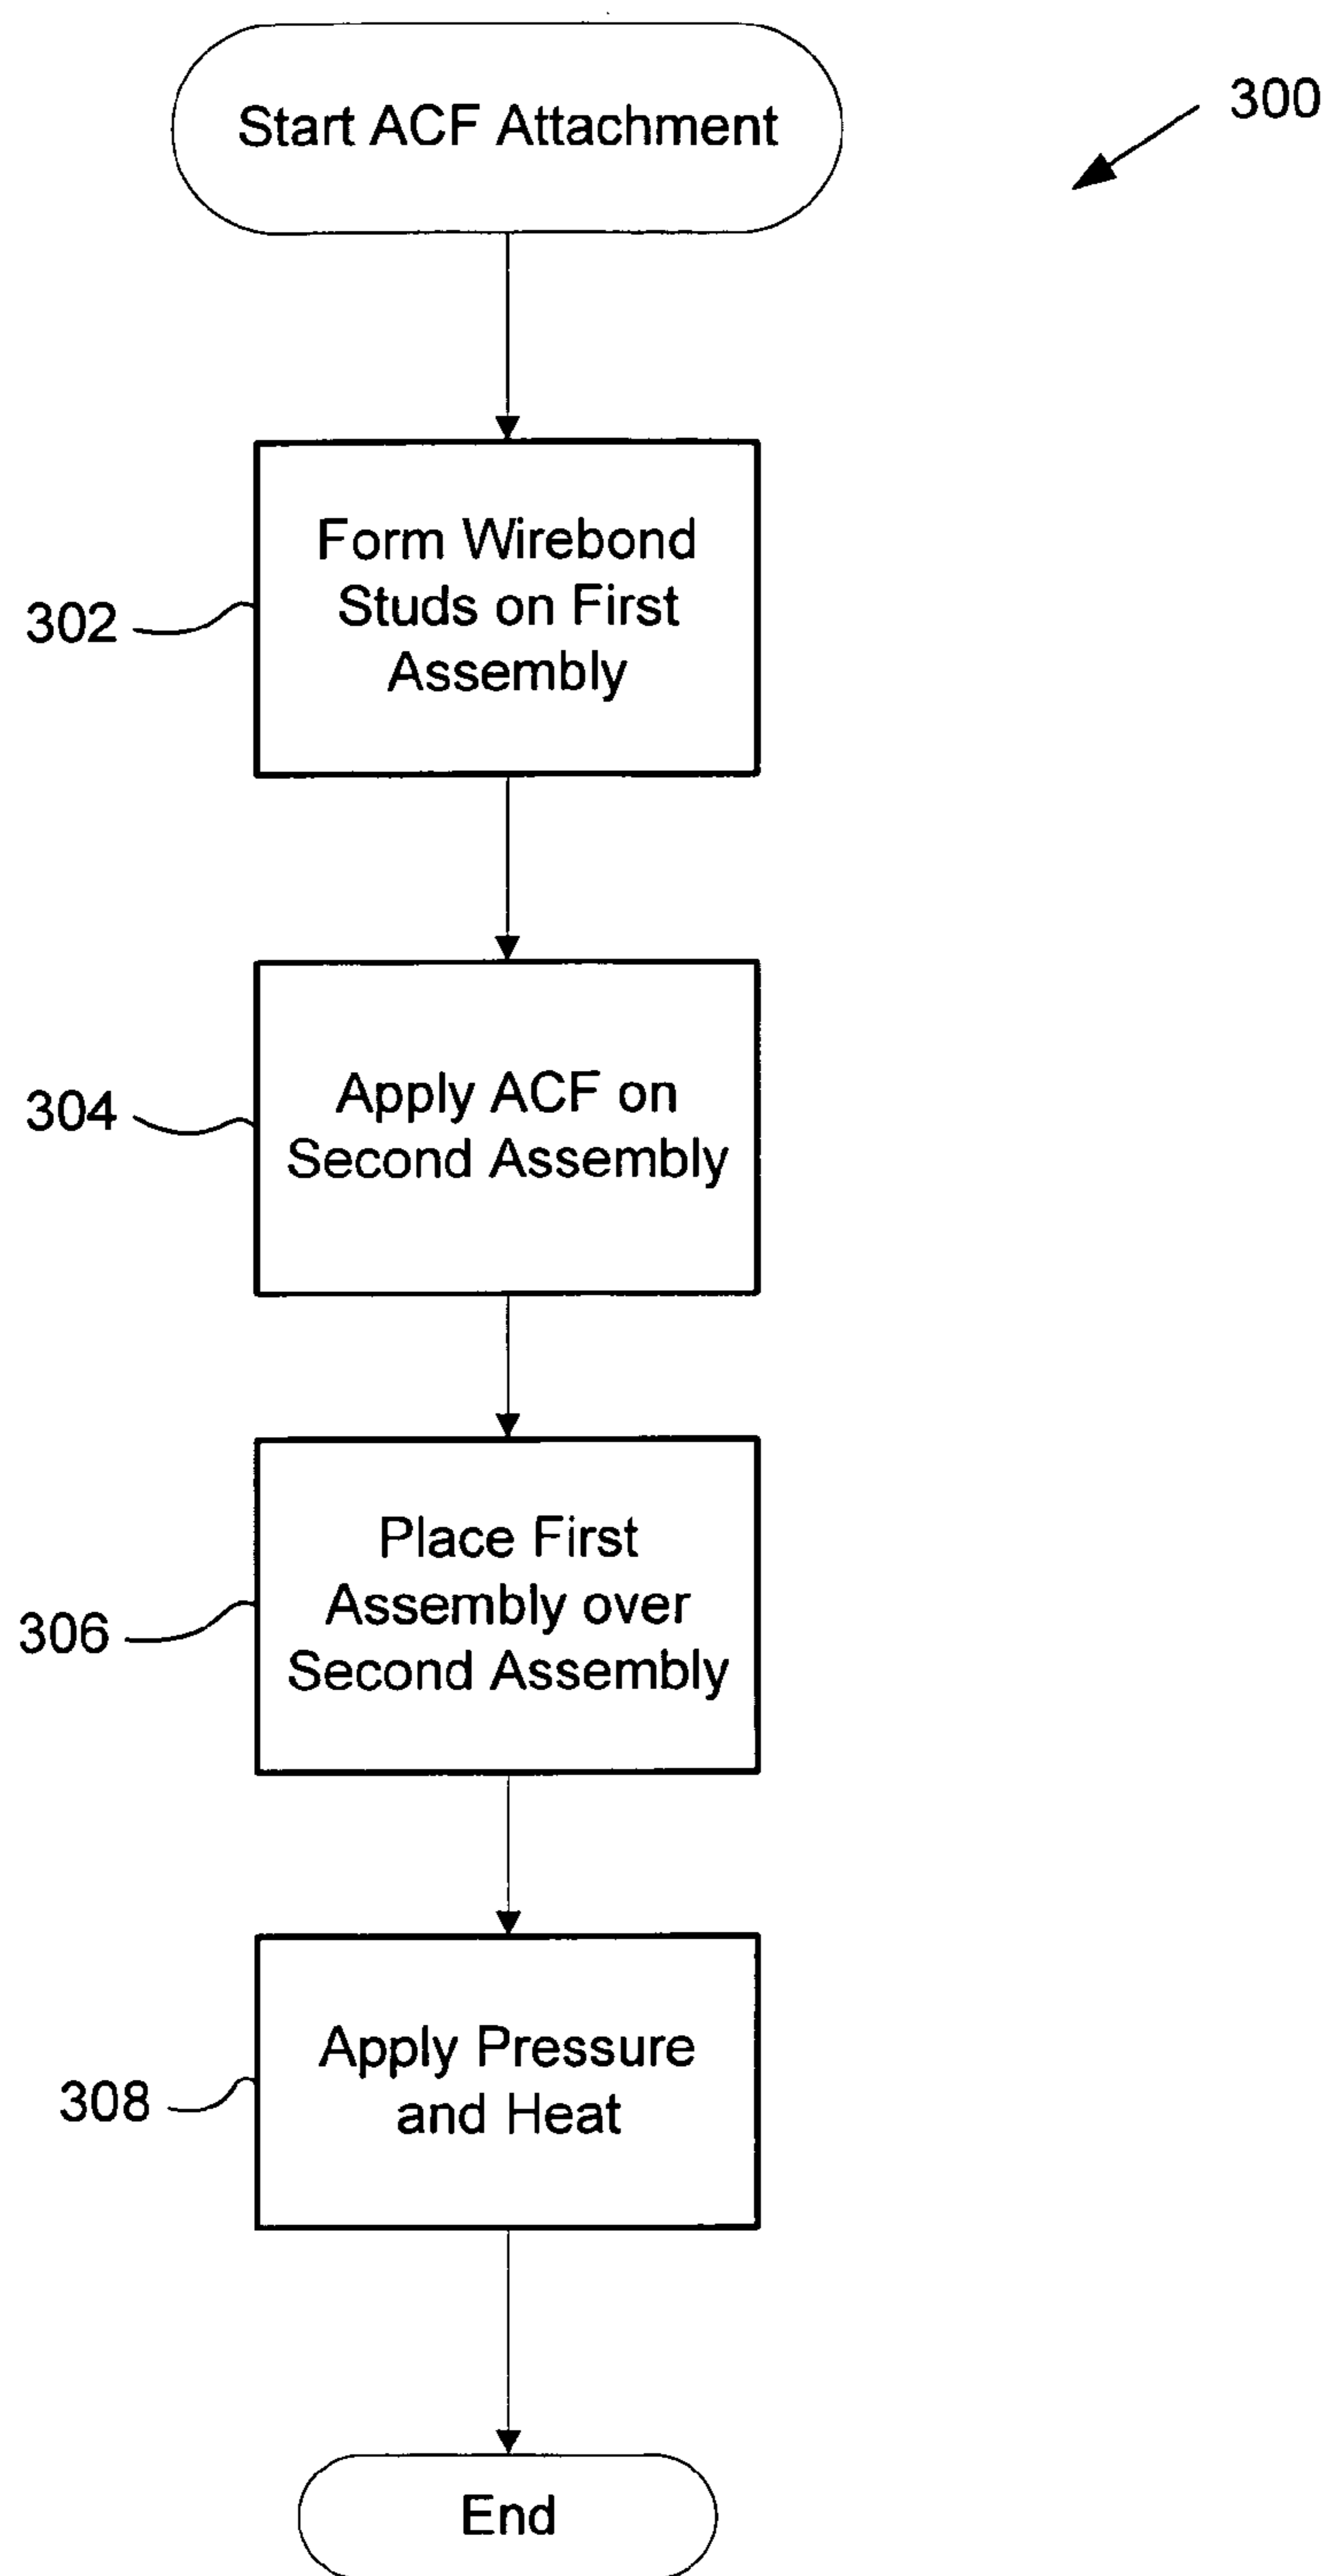 Start ACF Attachment
300
Form Wirebond
Studs on First
Assembly
302
Apply ACF on
Second Assembly
304
Place First
Assembly over
Second Assembly
306
Apply Pressure
and Heat
308
End